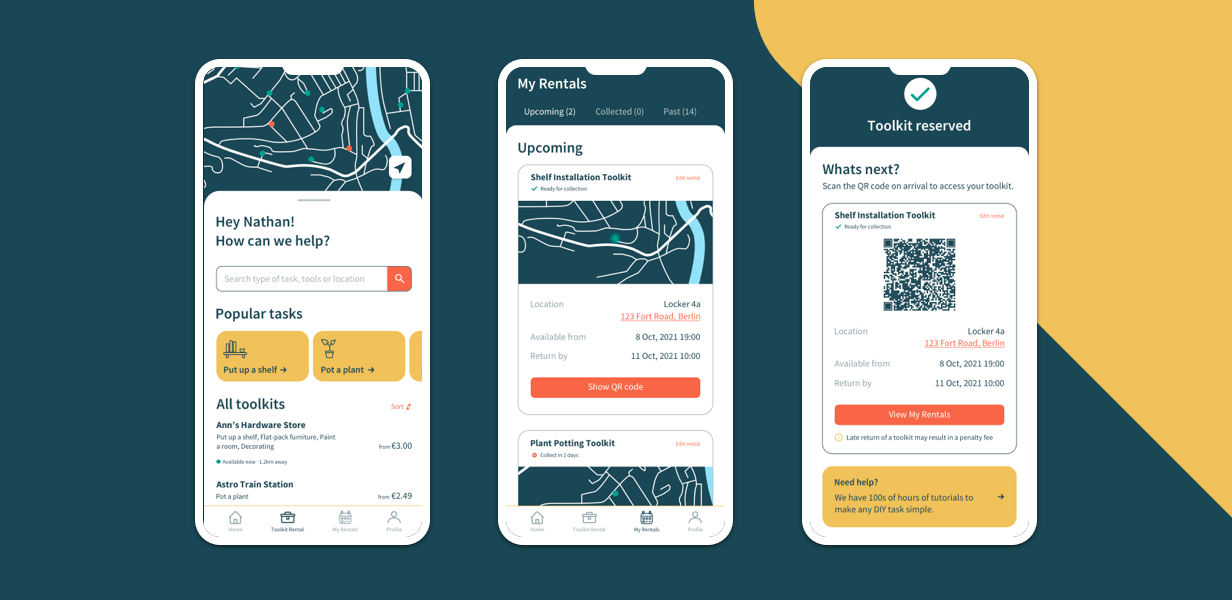 Hey Nathan!
How can we help?
Search type of task, tools or location
Popular tasks
Put up a shelf →
Pot a plant →
All toolkits
Sort
Ann's Hardware Store
Put up a shelf, Flat-pack furniture, Paint
a room, Decorating
from €3.00
Available now · 1.2km away
Astro Train Station
Pot a plant
from €2.49
Home
Toolkit Rental
My Rentals
Profile
My Rentals
Upcoming (2)
Collected (0)
Past (14)
Upcoming
Shelf Installation Toolkit
Edit rental
Ready for collection
Location
Locker 4a
123 Fort Road, Berlin
Available from
8 Oct, 2021 19:00
Return by
11 Oct, 2021 10:00
Show QR code
Plant Potting Toolkit
Edit rental
Collect in 2 days
Home
Toolkit Rental
My Rentals
Profile
Toolkit reserved
Whats next?
Scan the QR code on arrival to access your toolkit.
Shelf Installation Toolkit
Edit rental
Ready for collection
Location
Locker 4a
123 Fort Road, Berlin
Available from
8 Oct, 2021 19:00
Return by
11 Oct, 2021 10:00
View My Rentals
Late return of a toolkit may result in a penalty fee
Need help?
We have 100s of hours of tutorials to
make any DIY task simple.
→